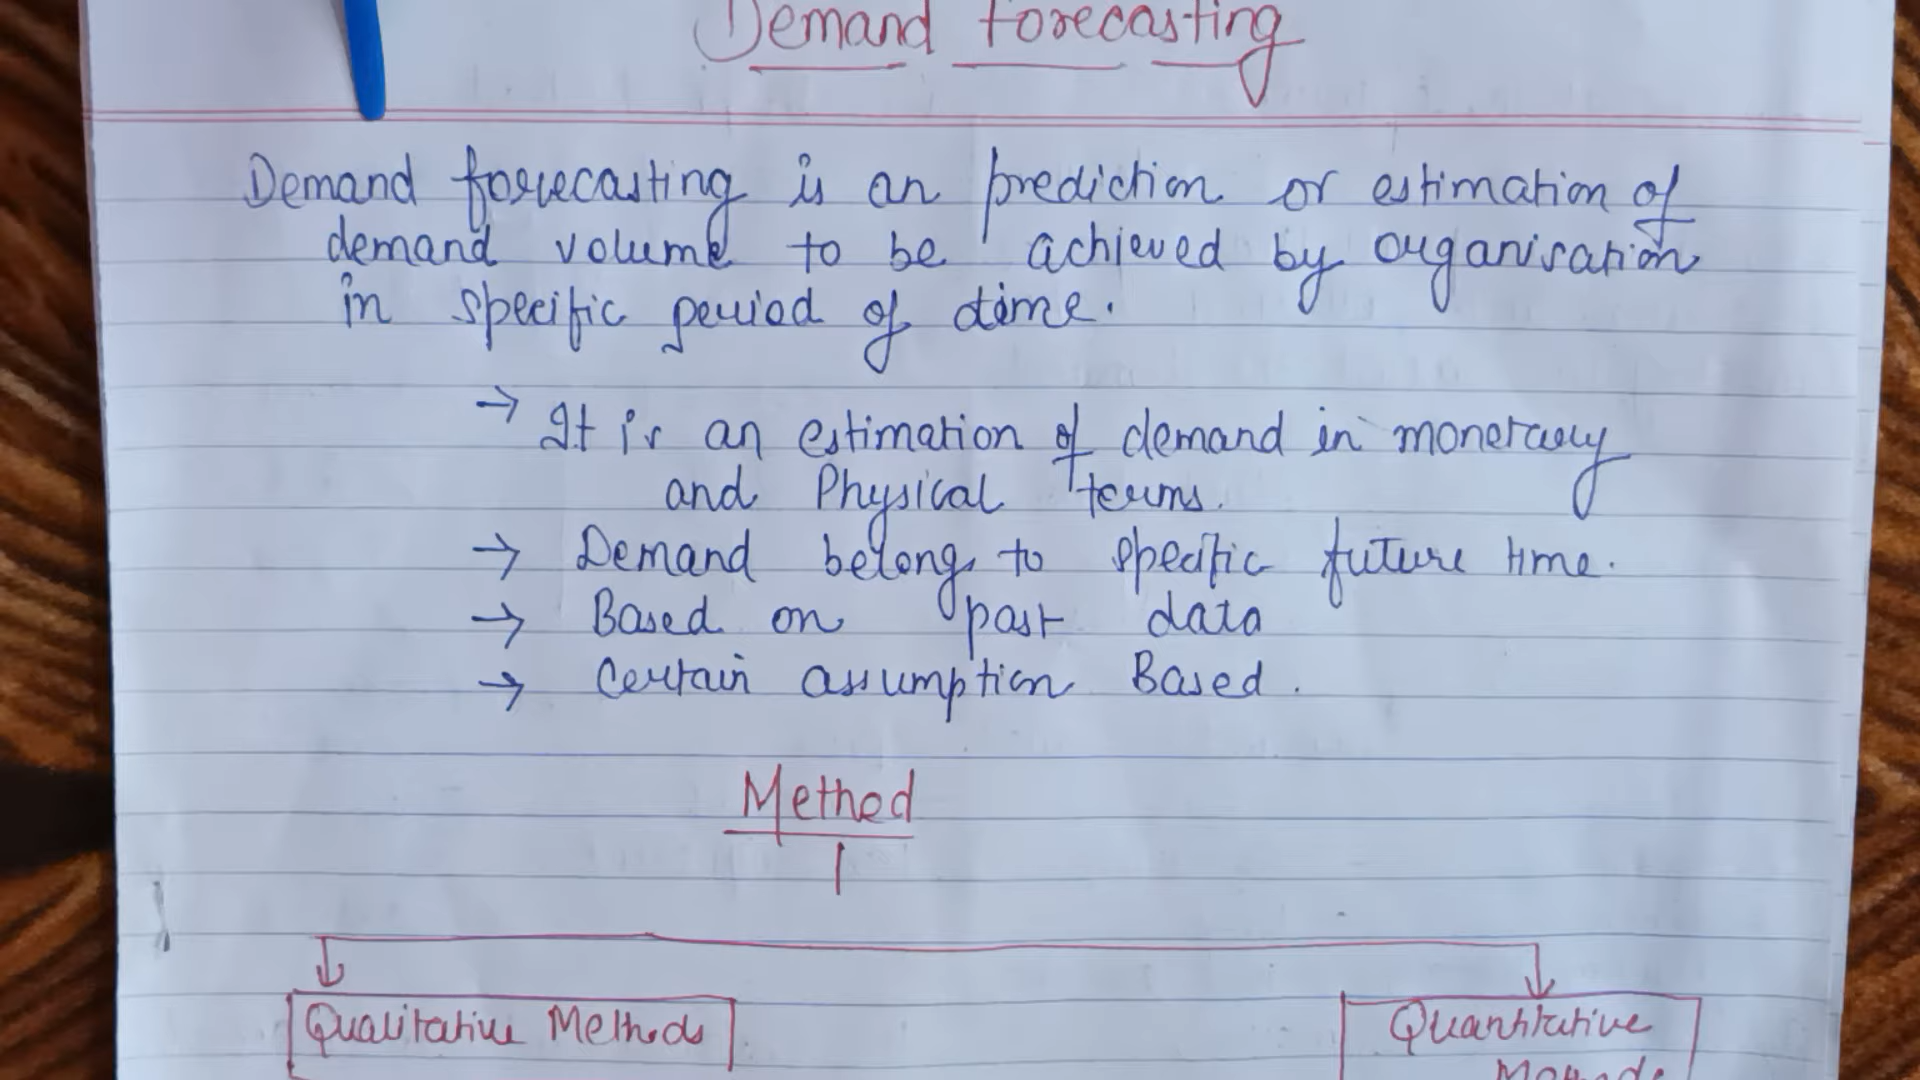 Demand forecasting
Demand forecasting is an prediction or estimation of
demand volume to be achieved by organisation
in specific period of time.
→ It is an estimation of demand in monetary
and Physical terms.
→ Demand belong to specific future time.
→ Based on past data
→ Certain assumption Based.
Method
Qualitative Methods
Quantitative
Methods